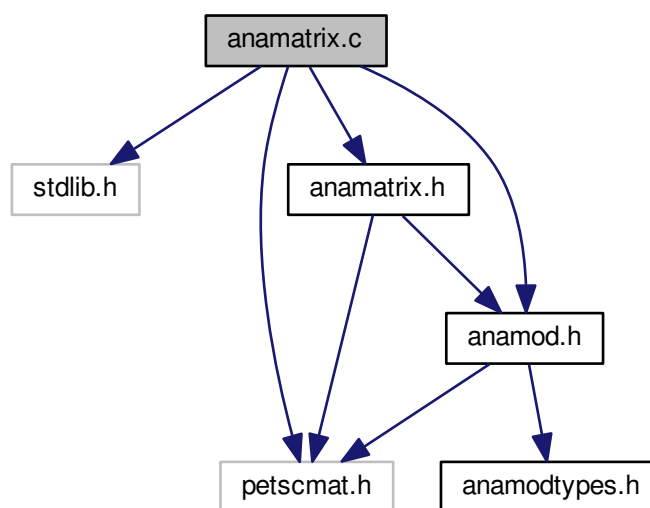 anamatrix.c
stdlib.h
anamatrix.h
anamod.h
petscmat.h
anamodtypes.h